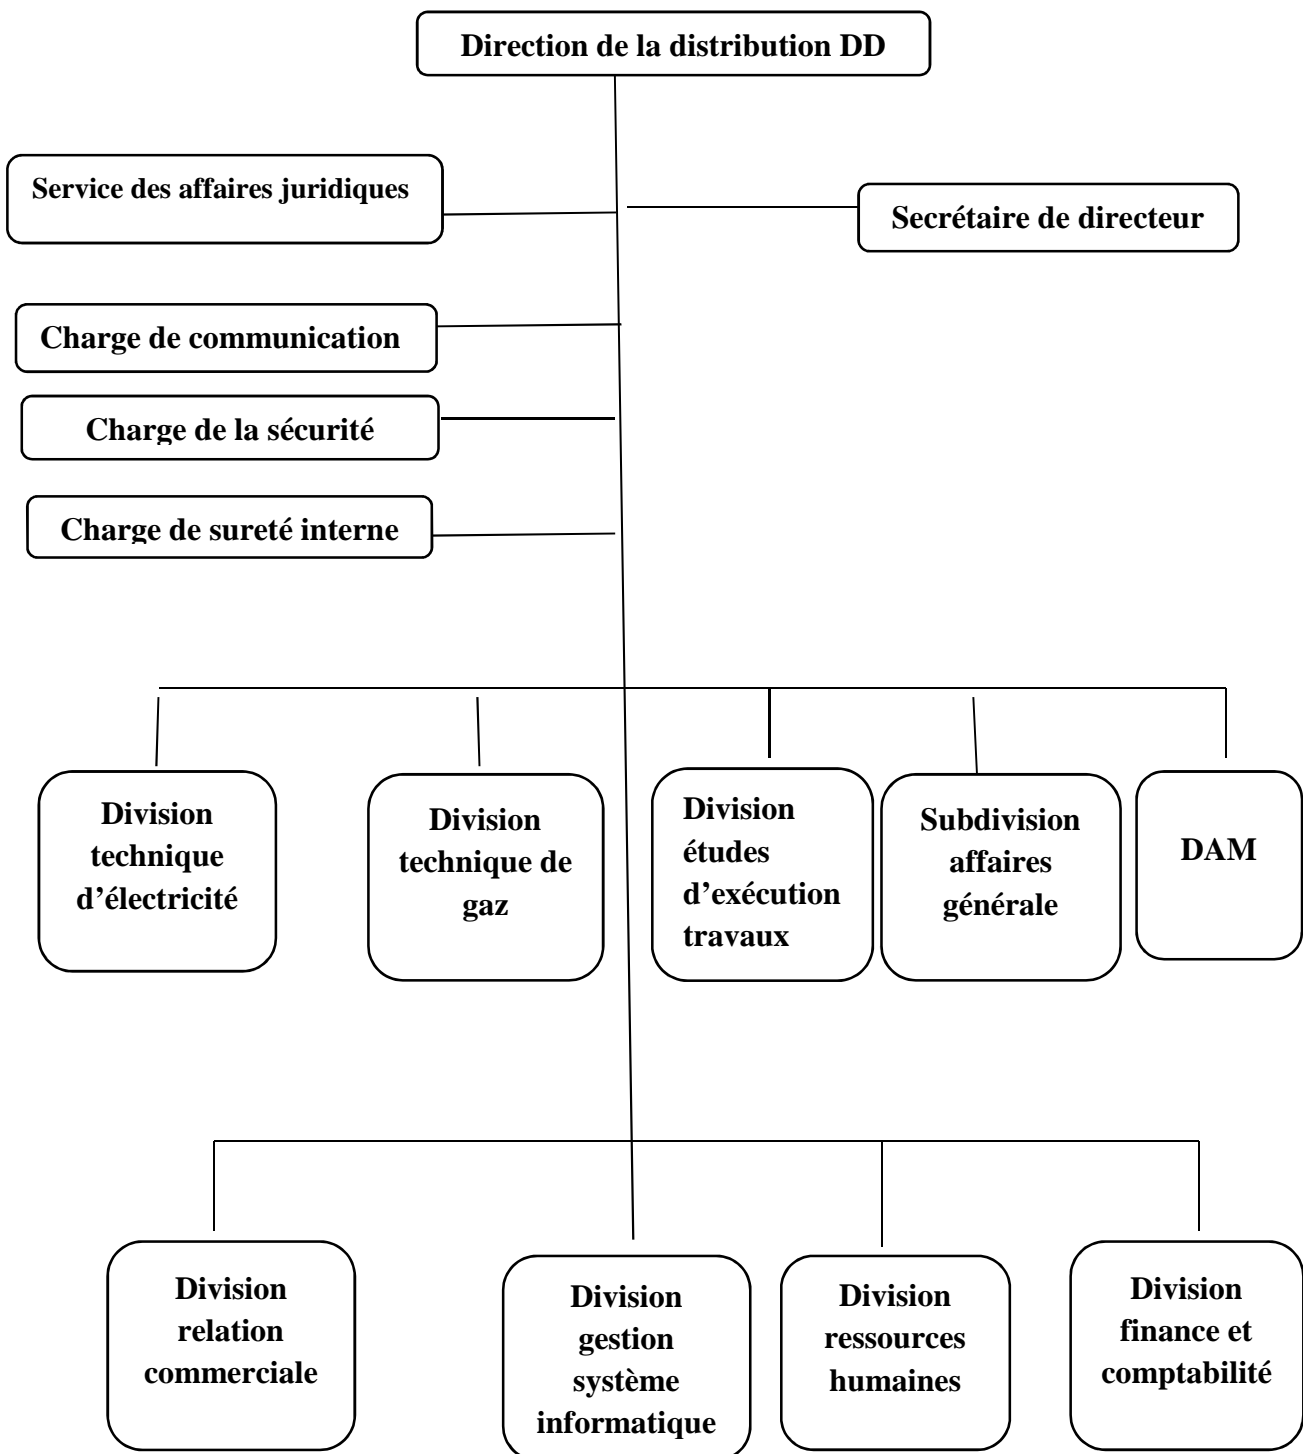 Direction de la distribution DD
Service des affaires juridiques
Secrétaire de directeur
Charge de communication
Charge de la sécurité
Charge de sureté interne
Division
technique
d’électricité
Division
technique de
gaz
Division
études
d’exécution
travaux
Subdivision
affaires
générale
DAM
Division
relation
commerciale
Division
gestion
système
informatique
Division
ressources
humaines
Division
finance et
comptabilité